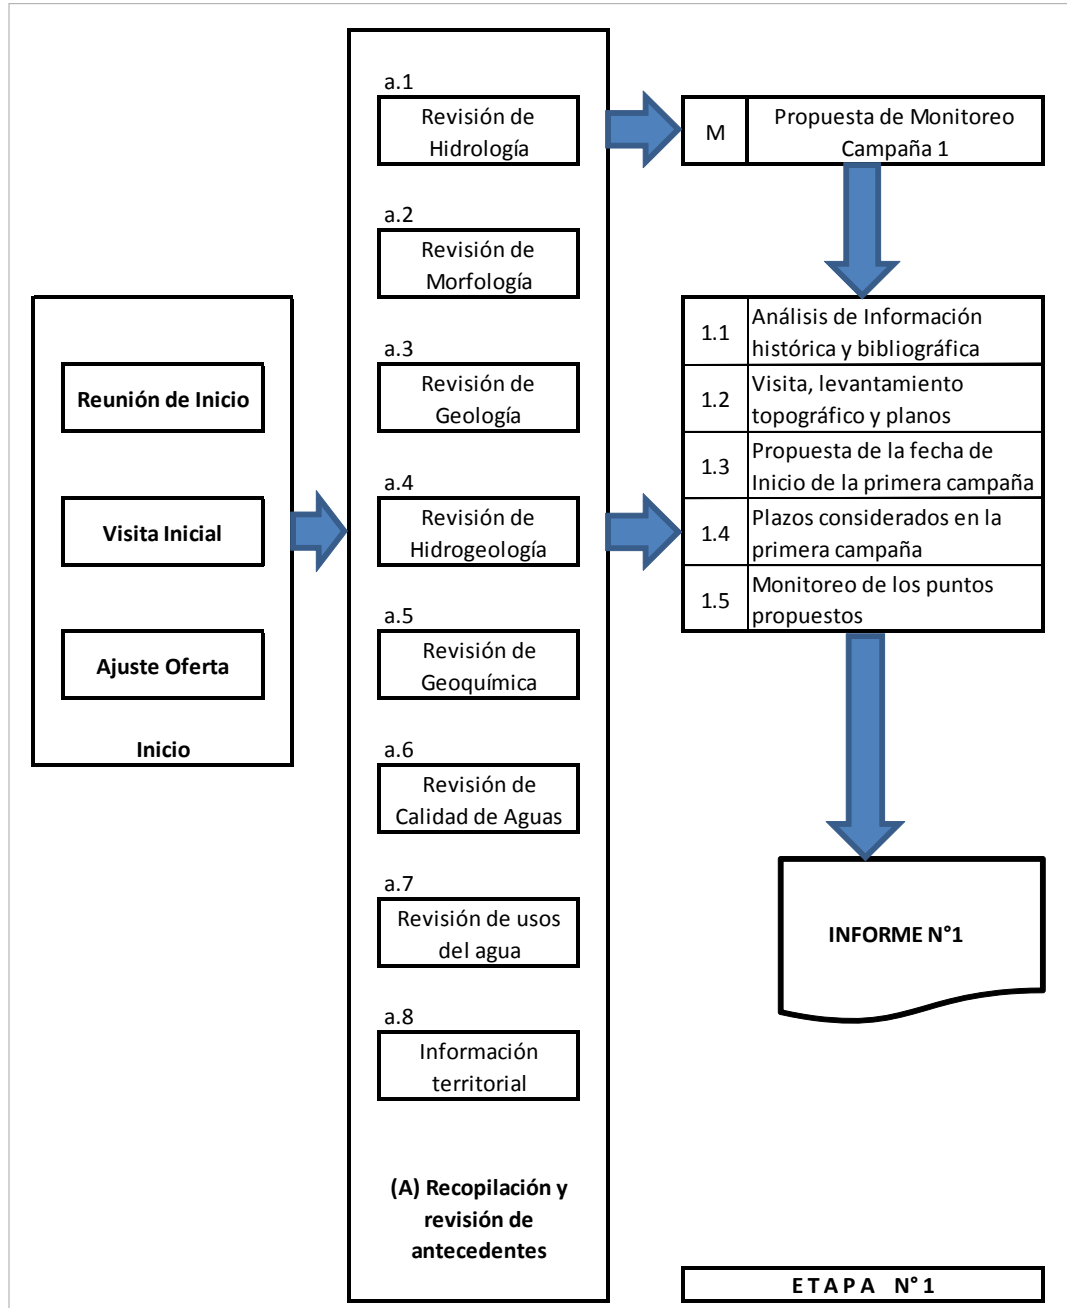 Reunión de Inicio
Visita Inicial
Ajuste Oferta
Inicio
a.1
Revisión de
Hidrología
a.2
Revisión de
Morfología
a.3
Revisión de
Geología
a.4
Revisión de
Hidrogeología
a.5
Revisión de
Geoquímica
a.6
Revisión de
Calidad de Aguas
a.7
Revisión de usos
del agua
a.8
Información
territorial
(A) Recopilación y
revisión de
antecedentes
M
Propuesta de Monitoreo
Campaña 1
1.1
Análisis de Información
histórica y bibliográfica
1.2
Visita, levantamiento
topográfico y planos
1.3
Propuesta de la fecha de
Inicio de la primera campaña
1.4
Plazos considerados en la
primera campaña
1.5
Monitoreo de los puntos
propuestos
INFORME N°1
ETAPA N°1